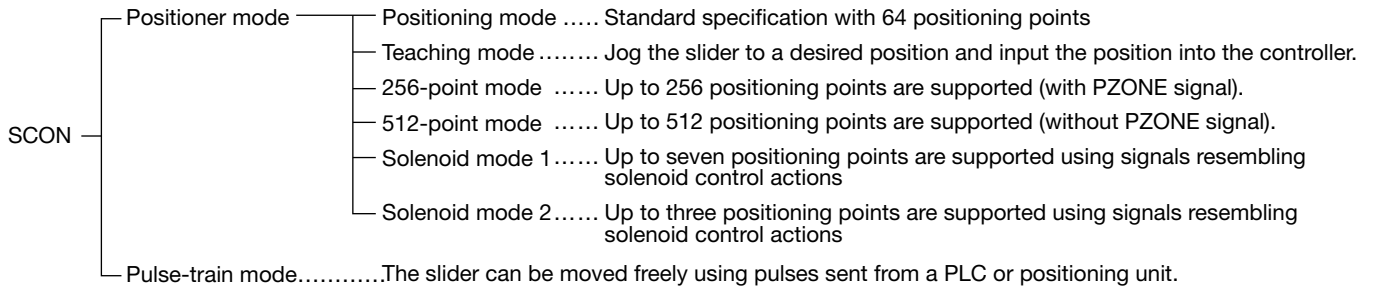 Positioner mode Positioning mode ..... Standard specification with 64 positioning points
Teaching mode ........ Jog the slider to a desired position and input the position into the controller.
256-point mode ...... Up to 256 positioning points are supported (with PZONE signal).
512-point mode ...... Up to 512 positioning points are supported (without PZONE signal).
SCON
Solenoid mode 1...... Up to seven positioning points are supported using signals resembling
solenoid control actions
Solenoid mode 2...... Up to three positioning points are supported using signals resembling
solenoid control actions
Pulse-train mode............The slider can be moved freely using pulses sent from a PLC or positioning unit.